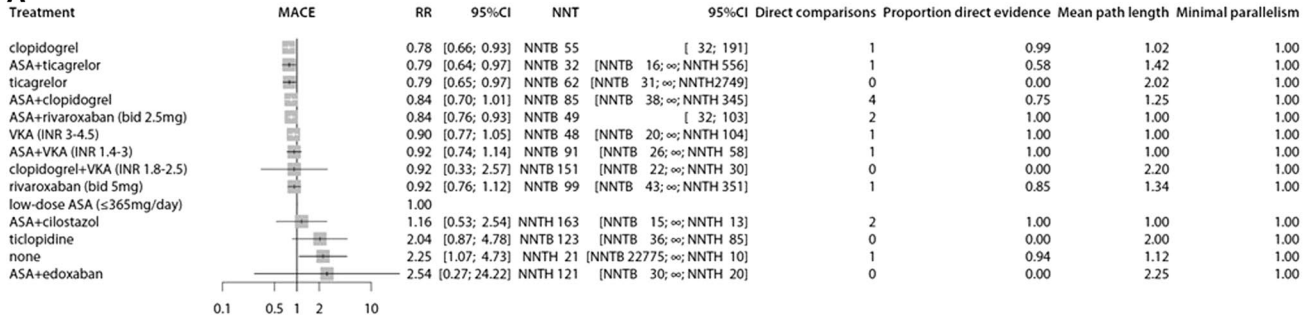 Treatment MACE RR 95%CI NNT 95%CI Direct comparisons Proportion direct evidence Mean path length Minimal parallelism
clopidogrel 0.78 [0.66; 0.93] NNTB 55 [ 32; 191] 1 0.99 1.02 1.00
ASA+ticagrelor 0.79 [0.64; 0.97] NNTB 32 [NNTB 16; ∞; NNTH 556] 1 0.58 1.42 1.00
ticagrelor 0.79 [0.65; 0.97] NNTB 62 [NNTB 31; ∞; NNTH2749] 0 0.00 2.02 1.00
ASA+clopidogrel 0.84 [0.70; 1.01] NNTB 85 [NNTB 38; ∞; NNTH 345] 4 0.75 1.25 1.00
ASA+rivaroxaban (bid 2.5mg) 0.84 [0.76; 0.93] NNTB 49 [ 32; 103] 2 1.00 1.00 1.00
VKA (INR 3-4.5) 0.90 [0.77; 1.05] NNTB 48 [NNTB 20; ∞; NNTH 104] 1 1.00 1.00 1.00
ASA+VKA (INR 1.4-3) 0.92 [0.74; 1.14] NNTB 91 [NNTB 26; ∞; NNTH 58] 1 1.00 1.00 1.00
clopidogrel+VKA (INR 1.8-2.5) 0.92 [0.33; 2.57] NNTB 151 [NNTB 22; ∞; NNTH 30] 0 0.00 2.20 1.00
rivaroxaban (bid 5mg) 0.92 [0.76; 1.12] NNTB 99 [NNTB 43; ∞; NNTH 351] 1 0.85 1.34 1.00
low-dose ASA (≤365mg/day) 1.00
ASA+cilostazol 1.16 [0.53; 2.54] NNTH 163 [NNTB 15; ∞; NNTH 13] 2 1.00 1.00 1.00
ticlopidine 2.04 [0.87; 4.78] NNTB 123 [NNTB 36; ∞; NNTH 85] 0 0.00 2.00 1.00
none 2.25 [1.07; 4.73] NNTH 21 [NNTB 22775; ∞; NNTH 10] 1 0.94 1.12 1.00
ASA+edoxaban 2.54 [0.27; 24.22] NNTH 121 [NNTB 30; ∞; NNTH 20] 0 0.00 2.25 1.00
0.1 0.5 1 2 10